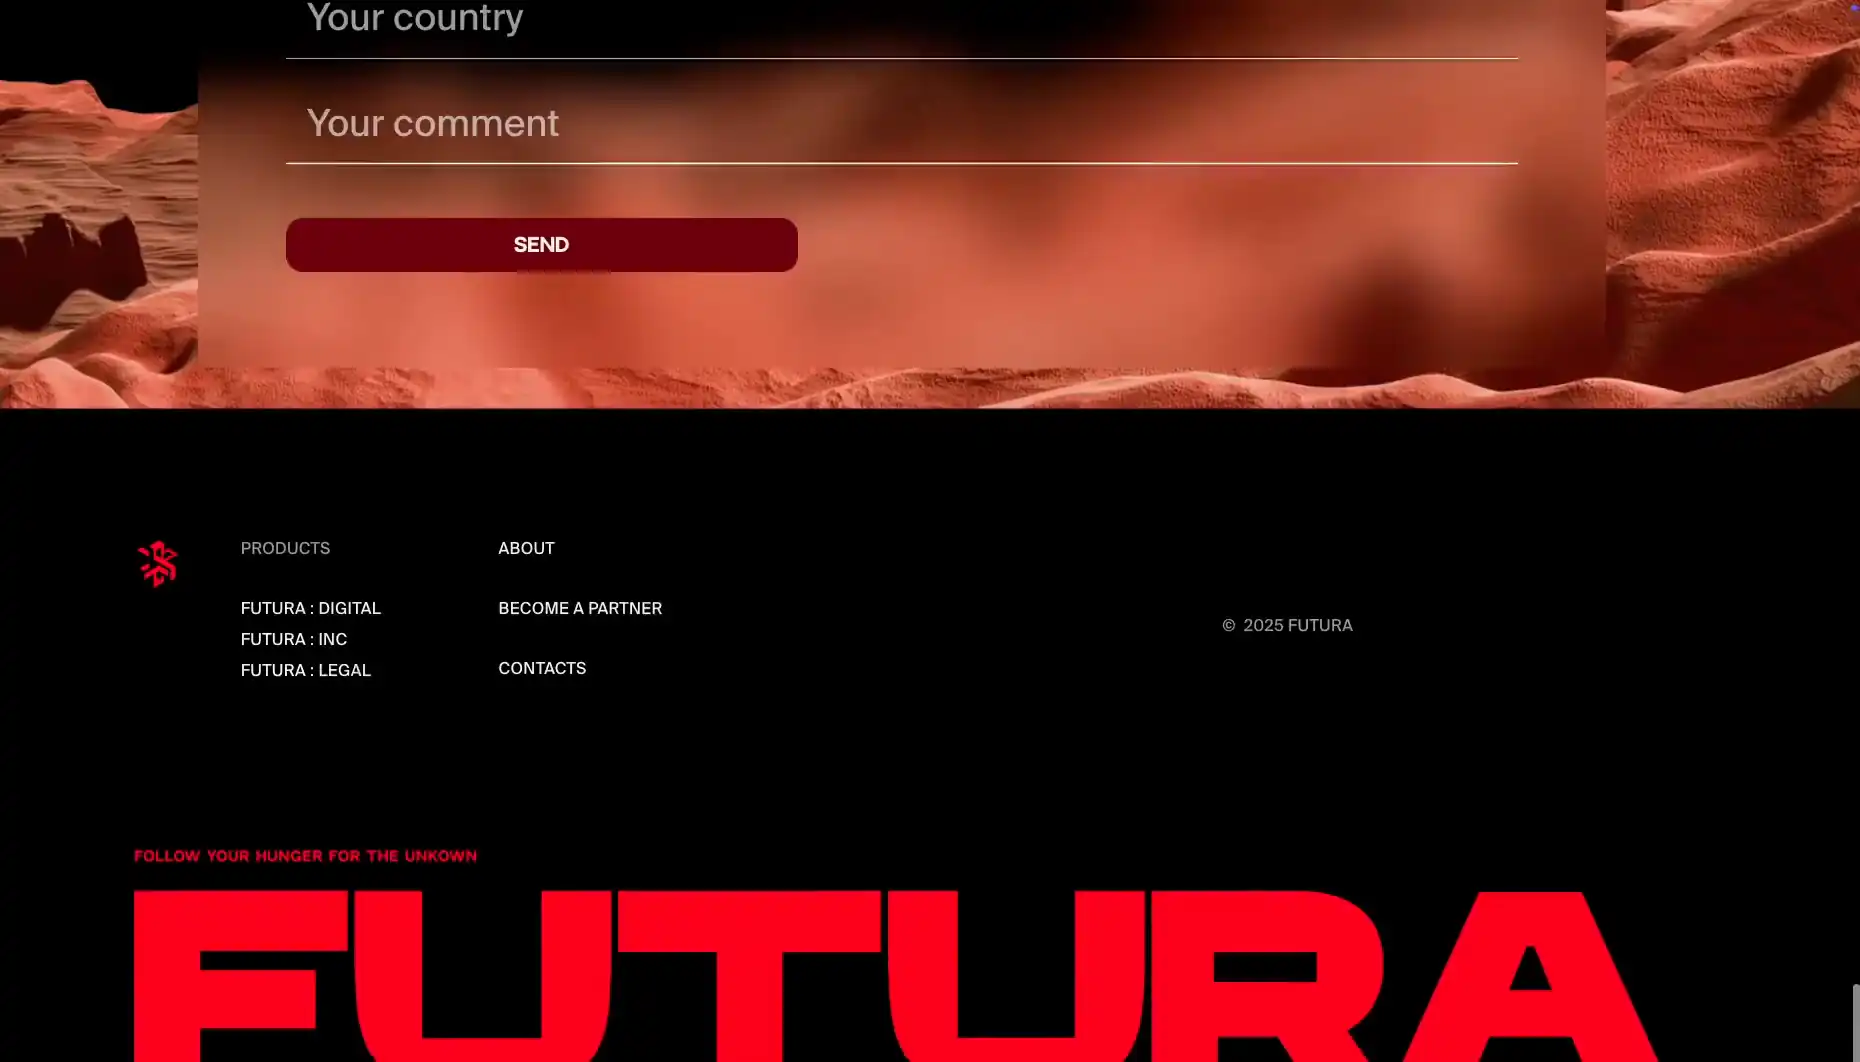 Your country
Your comment
SEND
PRODUCTS
FUTURA : DIGITAL
FUTURA : INC
FUTURA : LEGAL
ABOUT
BECOME A PARTNER
CONTACTS
© 2025 FUTURA
FOLLOW YOUR HUNGER FOR THE UNKOWN
FUTURA